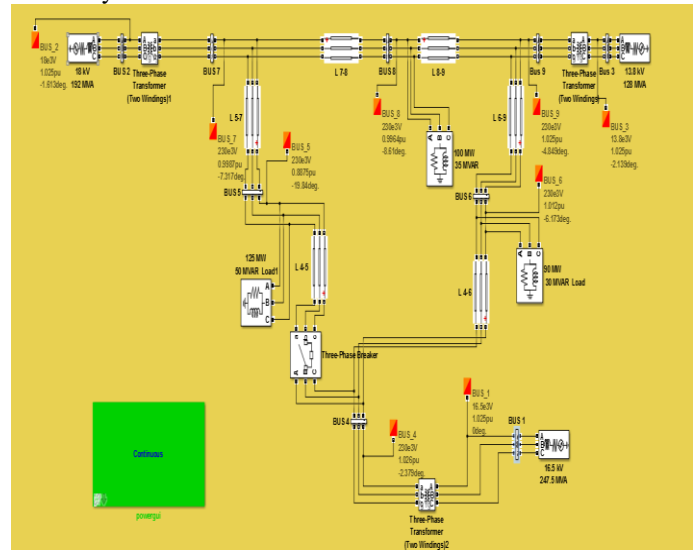 BUS_2
18e3V
1.025pu
-1.613deg.
18 kV
192 MVA
BUS 2
Three-Phase
Transformer
(Two Windings)1
BUS 7
L 7-8
BUS 8
L 8-9
Bus 9
Three-Phase
Transformer
(Two Windings)
Bus 3
13.8 kV
128 MVA
L 5-7
BUS_7
230e3V
0.9987pu
-7.317deg.
BUS_5
230e3V
0.8075pu
-19.84deg.
BUS_8
230e3V
0.9964pu
-8.61deg.
A B C
100 MW
35 MVAR
L 6-9
BUS_9
230e3V
1.025pu
-4.849deg.
BUS_3
13.8e3V
1.025pu
-2.139deg.
BUS 5
BUS 6
BUS_6
230e3V
1.012pu
-6.173deg.
125 MW
50 MVAR Load1
A
B
C
L 4-5
L 4-6
A B C
90 MW
30 MVAR Load
Three-Phase Breaker
BUS 4
BUS_4
230e3V
1.026pu
-2.379deg.
BUS_1
16.5e3V
1.025pu
0deg.
BUS 1
A
B
C
16.5 kV
247.5 MVA
Three-Phase
Transformer
(Two Windings)2
Continuous
powergui